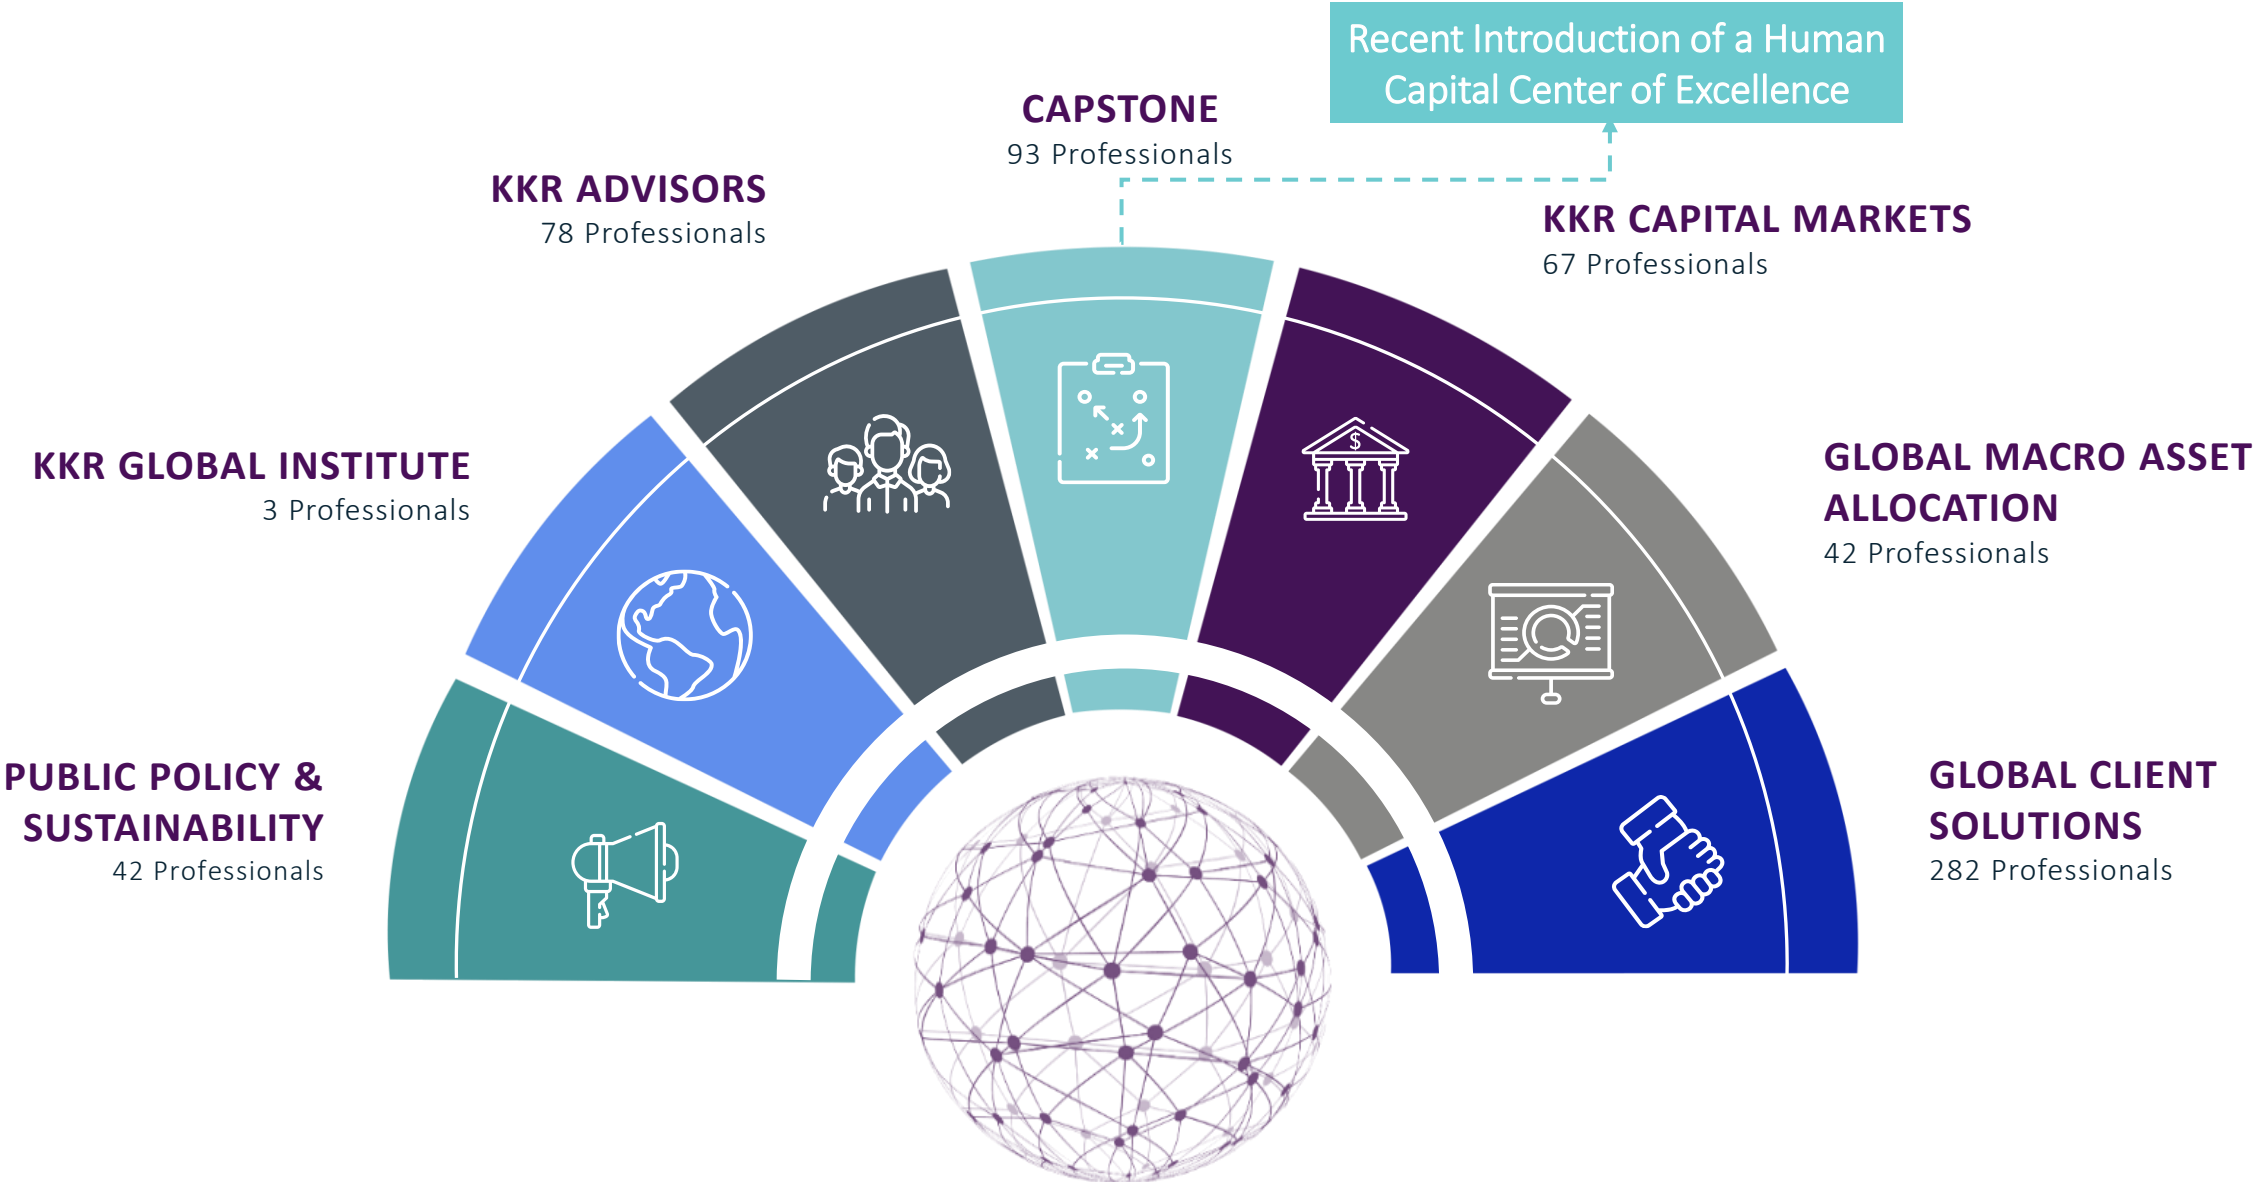 Recent Introduction of a Human
Capital Center of Excellence
CAPSTONE
93 Professionals
KKR ADVISORS
78 Professionals
KKR CAPITAL MARKETS
67 Professionals
KKR GLOBAL INSTITUTE
3 Professionals
GLOBAL MACRO ASSET
ALLOCATION
42 Professionals
$
PUBLIC POLICY &
SUSTAINABILITY
42 Professionals
GLOBAL CLIENT
SOLUTIONS
282 Professionals